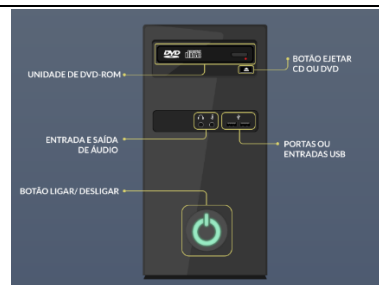 DVD
BOTÃO EJETAR
CD OU DVD
UNIDADE DE DVD-ROM
ENTRADA E SAÍDA
DE ÁUDIO
PORTAS OU
ENTRADAS USB
BOTÃO LIGAR/ DESLIGAR